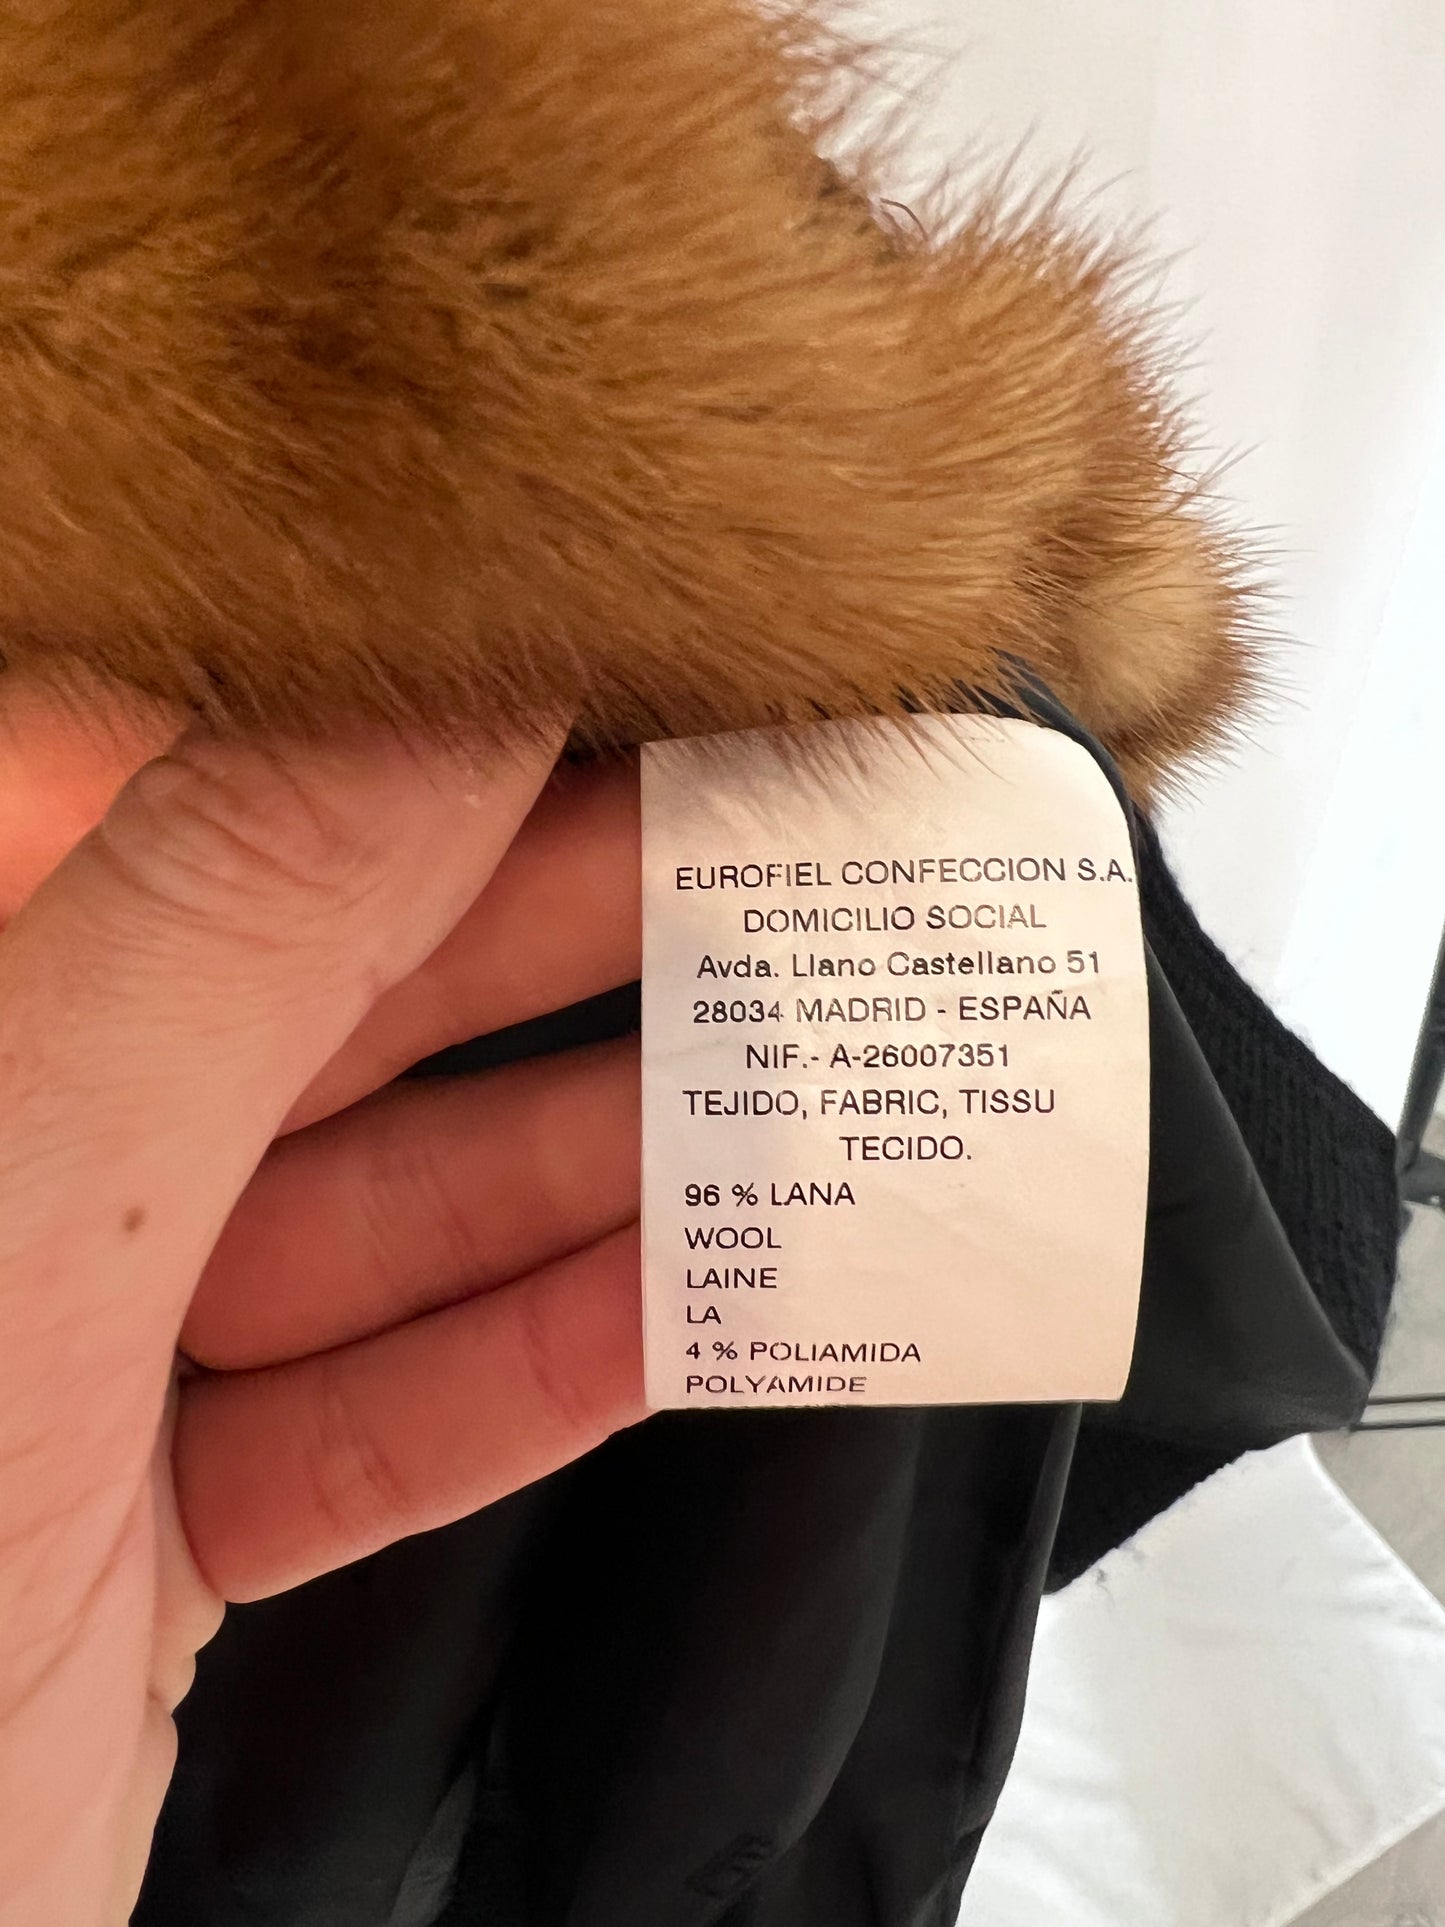 EUROFIEL CONFECCION S.A.
DOMICILIO SOCIAL
Avda. Llano Castellano 51
28034 MADRID - ESPAÑA
NIF.- A-26007351
TEJIDO, FABRIC, TISSU
TECIDO.
96 % LANA
WOOL
LAINE
LA
4 % POLIAMIDA
POLYAMIDE